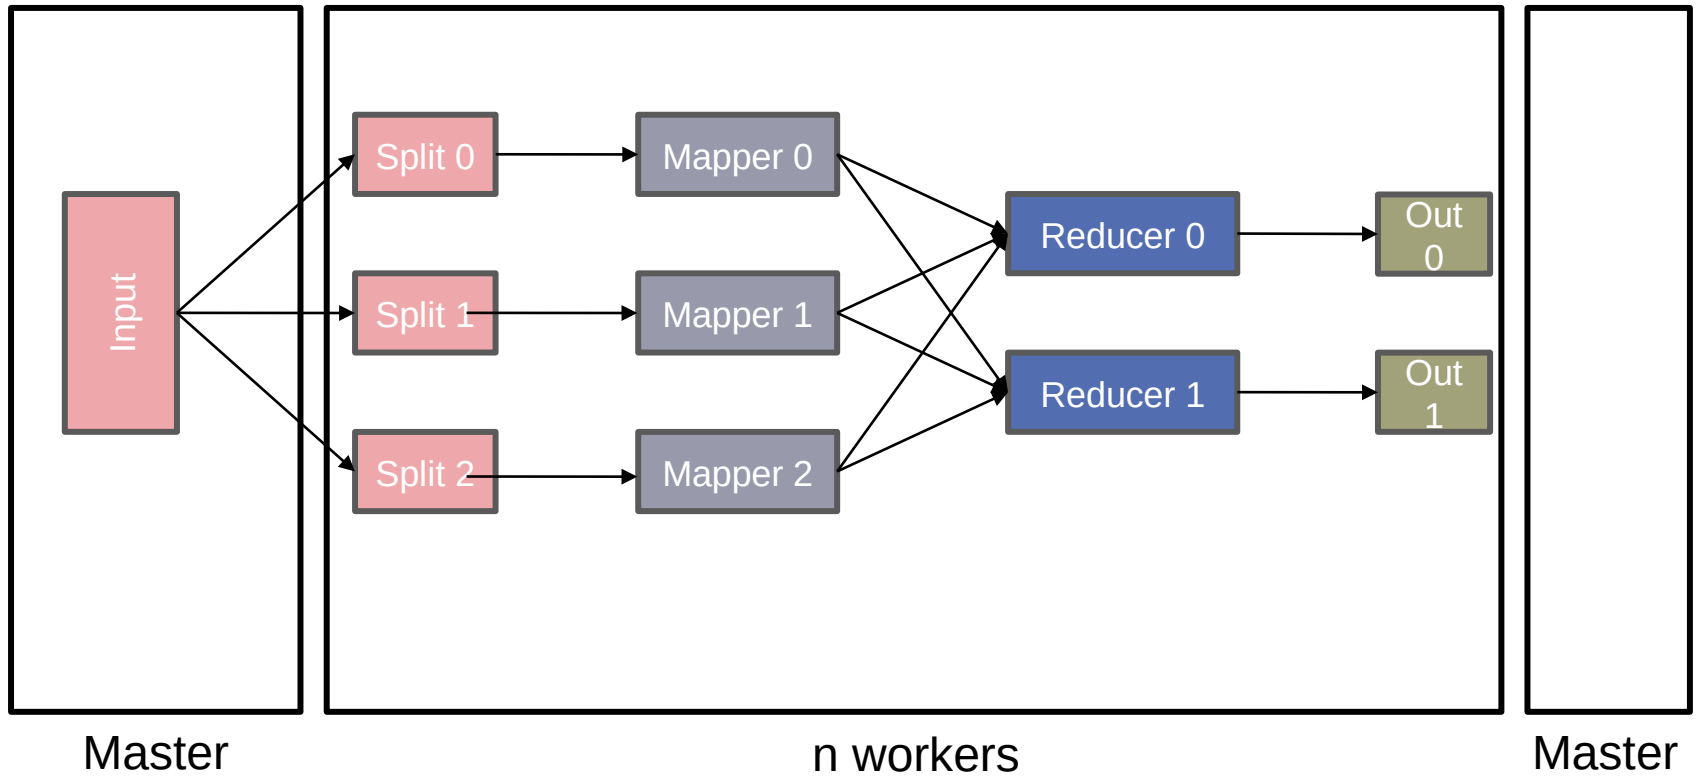 Input
Split 0
Mapper 0
Split 1
Mapper 1
Split 2
Mapper 2
Reducer 0
Reducer 1
Out
0
Out
1
Master
n workers
Master